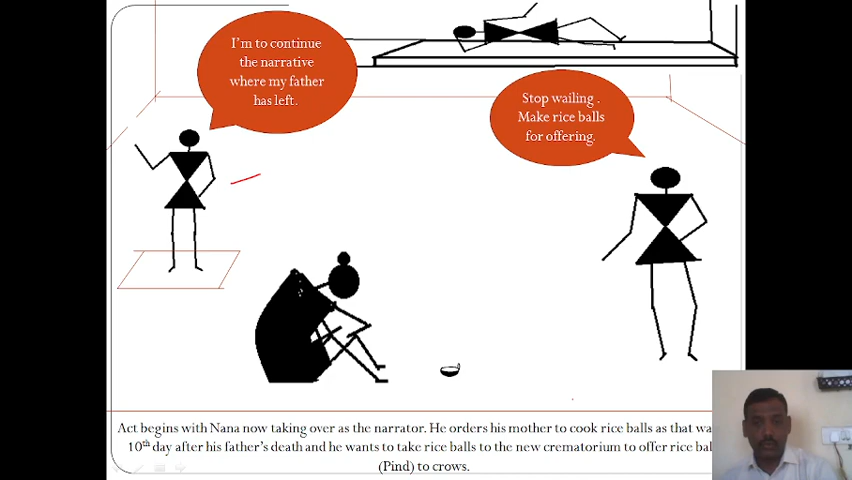 I'm to continue
the narrative
where my father
has left.
Stop wailing .
Make rice balls
for offering.
Act begins with Nana now taking over as the narrator. He orders his mother to cook rice balls as that
10th day after his father's death and he wants to take rice balls to the new crematorium to offer rice
(Pind) to crows.